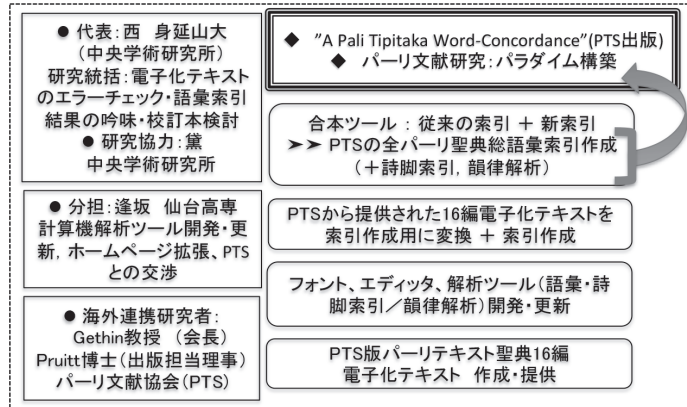 ● 代表：西　身延山大
（中央学術研究所）
研究統括：電子化テキスト
のエラーチェック・語彙索引
結果の吟味・校訂本検討
● 研究協力：黛
中央学術研究所
● 分担：逢坂　仙台高専
計算機解析ツール開発・更
新，ホームページ拡張、PTS
との交渉
● 海外連携研究者：
Gethin教授　（会長）
Pruitt博士（出版担当理事）
パーリ文献協会（PTS）
◆ ”A Pali Tipitaka Word-Concordance”(PTS出版)
◆ パーリ文献研究：パラダイム構築
合本ツール ： 従来の索引 ＋ 新索引
➢➢ PTSの全パーリ聖典総語彙索引作成
（＋詩脚索引，韻律解析）
PTSから提供された16編電子化テキストを
索引作成用に変換 ＋ 索引作成
フォント、エディッタ、解析ツール（語彙・詩
脚索引／韻律解析）開発・更新
PTS版パーリテキスト聖典16編
電子化テキスト 作成・提供